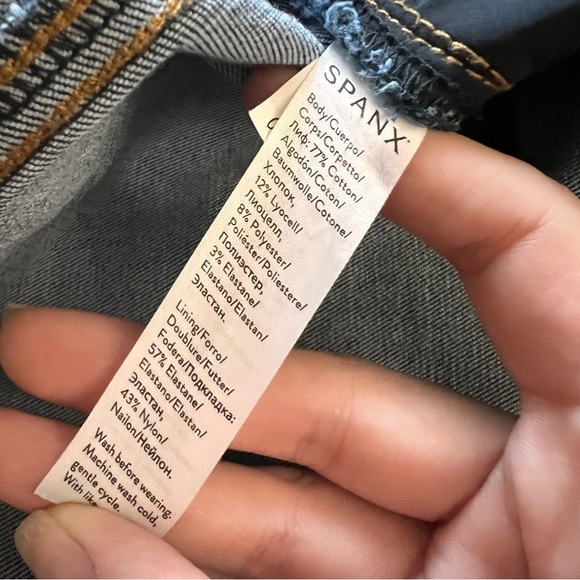 SPANX
Body/Cuerpo/
Corps/Corpetto/
Лиф: 77% Cotton/
Algodón/Coton/
Baumwolle/Cotone/
Хлопок,
12% Lyocell/
Лиоцелл,
8% Polyester/
Poliéster/Poliestere/
Полиэстер,
3% Elastane/
Elastano/Elastan/
Эластан.
Lining/Forro/
Doublure/Futter/
Fodera/Подкладка:
57% Elastane/
Elastano/Elastan/
Эластан,
43% Nylon/
Nailon/Нейлон.
Wash before wearing.
Machine wash cold,
gentle cycle.
With like